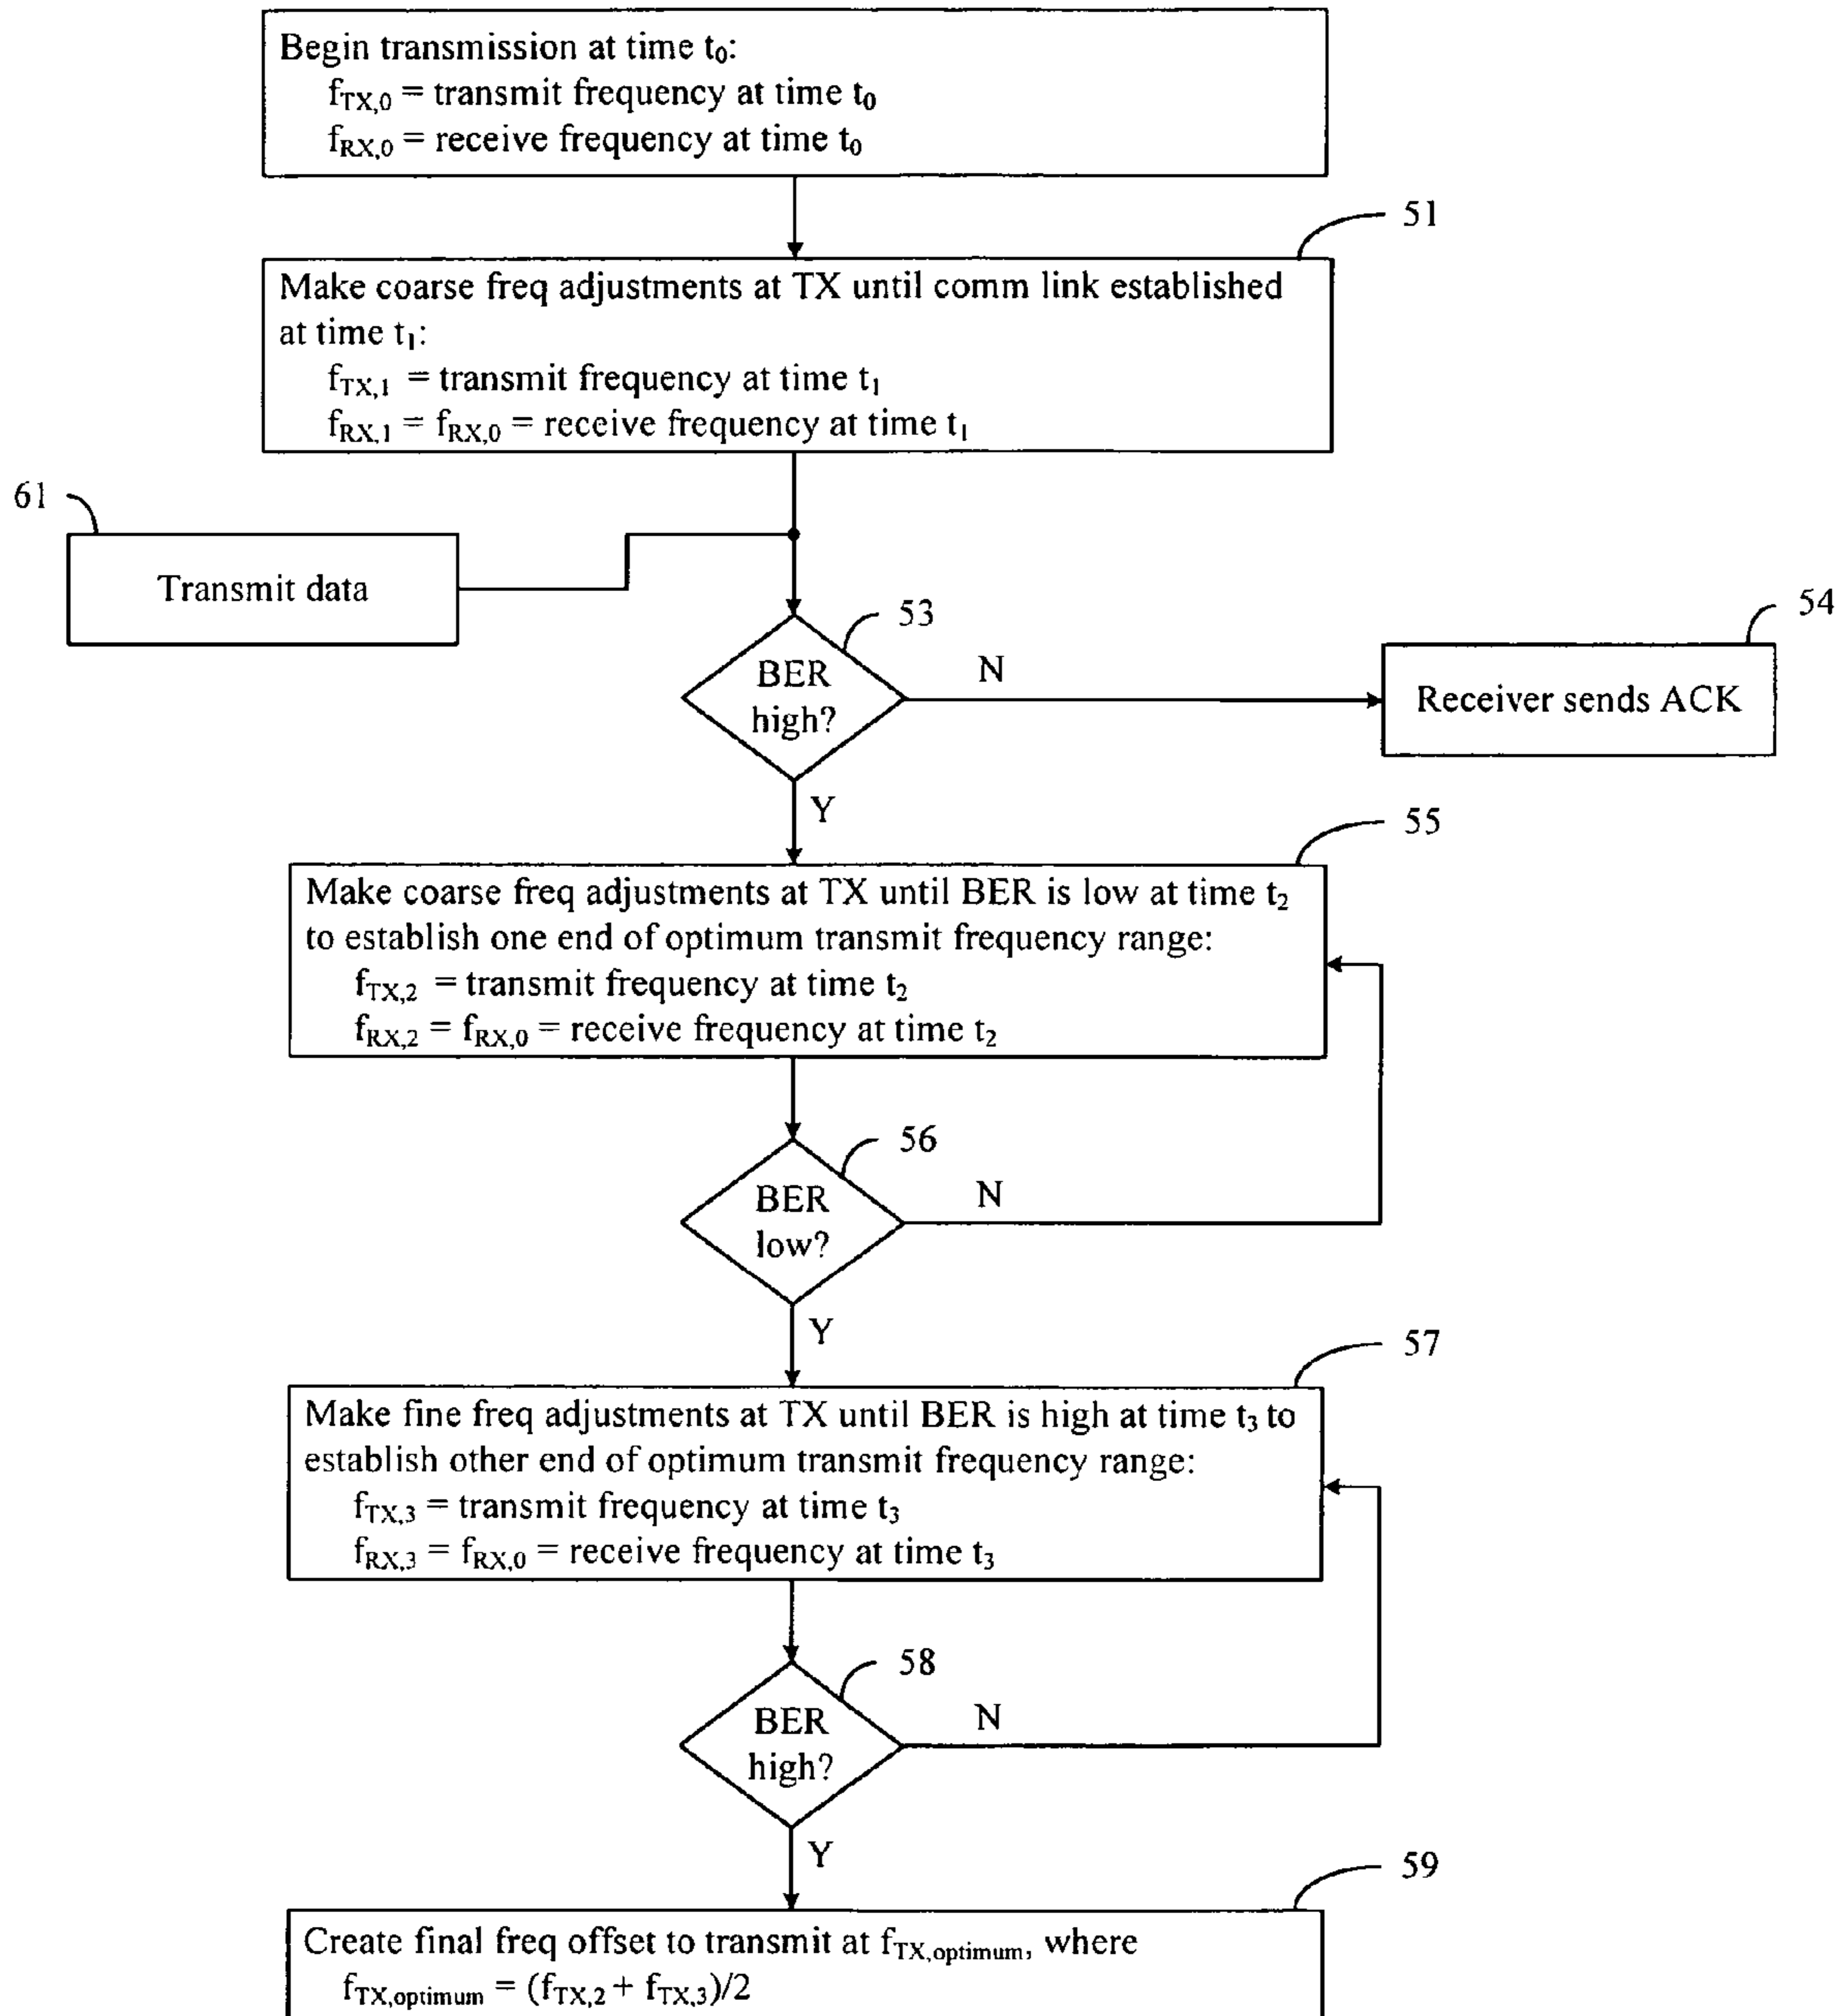 Begin transmission at time t₀:
f_TX,0 = transmit frequency at time t₀
f_RX,0 = receive frequency at time t₀
51
Make coarse freq adjustments at TX until comm link established
at time t₁:
f_TX,1 = transmit frequency at time t₁
f_RX,1 = f_RX,0 = receive frequency at time t₁
61
Transmit data
53
BER
high?
N
54
Receiver sends ACK
Y
55
Make coarse freq adjustments at TX until BER is low at time t₂
to establish one end of optimum transmit frequency range:
f_TX,2 = transmit frequency at time t₂
f_RX,2 = f_RX,0 = receive frequency at time t₂
56
BER
low?
N
Y
57
Make fine freq adjustments at TX until BER is high at time t₃ to
establish other end of optimum transmit frequency range:
f_TX,3 = transmit frequency at time t₃
f_RX,3 = f_RX,0 = receive frequency at time t₃
58
BER
high?
N
Y
59
Create final freq offset to transmit at f_TX,optimum, where
f_TX,optimum = (f_TX,2 + f_TX,3)/2